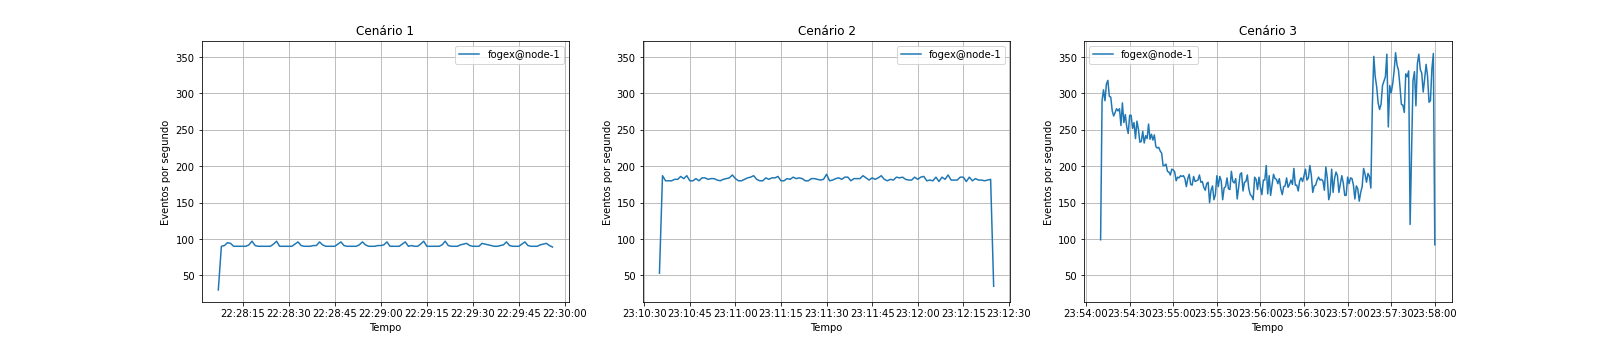 Cenário 1
fogex@node-1
Eventos por segundo
350
300
250
200
150
100
50
22:28:15 22:28:30 22:28:45 22:29:00 22:29:15 22:29:30 22:29:45 22:30:00
Tempo
Cenário 2
fogex@node-1
Eventos por segundo
350
300
250
200
150
100
50
23:10:30 23:10:45 23:11:00 23:11:15 23:11:30 23:11:45 23:12:00 23:12:15 23:12:30
Tempo
Cenário 3
fogex@node-1
Eventos por segundo
350
300
250
200
150
100
50
23:54:00 23:54:30 23:55:00 23:55:30 23:56:00 23:56:30 23:57:00 23:57:30 23:58:00
Tempo